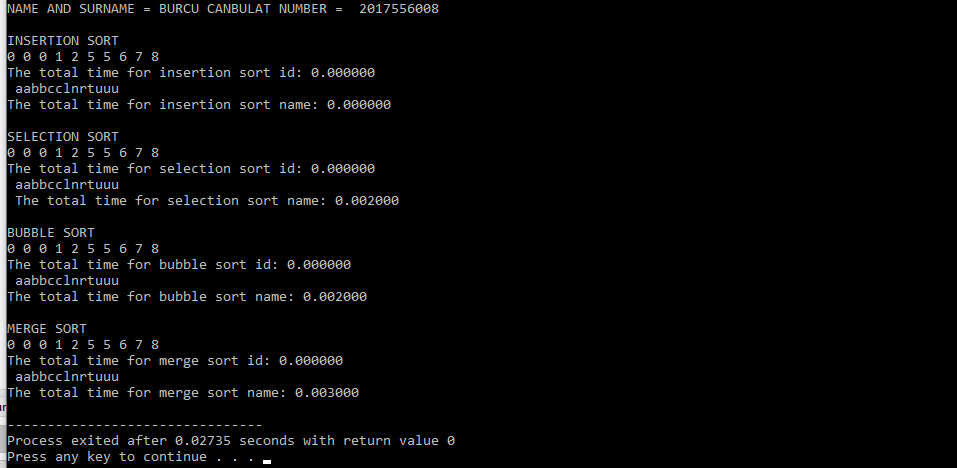 NAME AND SURNAME = BURCU CANBULAT NUMBER =  2017556008

INSERTION SORT
0 0 0 1 2 5 5 6 7 8
The total time for insertion sort id: 0.000000
 aabbcclnrtuuu
The total time for insertion sort name: 0.000000

SELECTION SORT
0 0 0 1 2 5 5 6 7 8
The total time for selection sort id: 0.000000
 aabbcclnrtuuu
 The total time for selection sort name: 0.002000

BUBBLE SORT
0 0 0 1 2 5 5 6 7 8
The total time for bubble sort id: 0.000000
 aabbcclnrtuuu
The total time for bubble sort name: 0.002000

MERGE SORT
0 0 0 1 2 5 5 6 7 8
The total time for merge sort id: 0.000000
 aabbcclnrtuuu
The total time for merge sort name: 0.003000

--------------------------------
Process exited after 0.02735 seconds with return value 0
Press any key to continue . . .